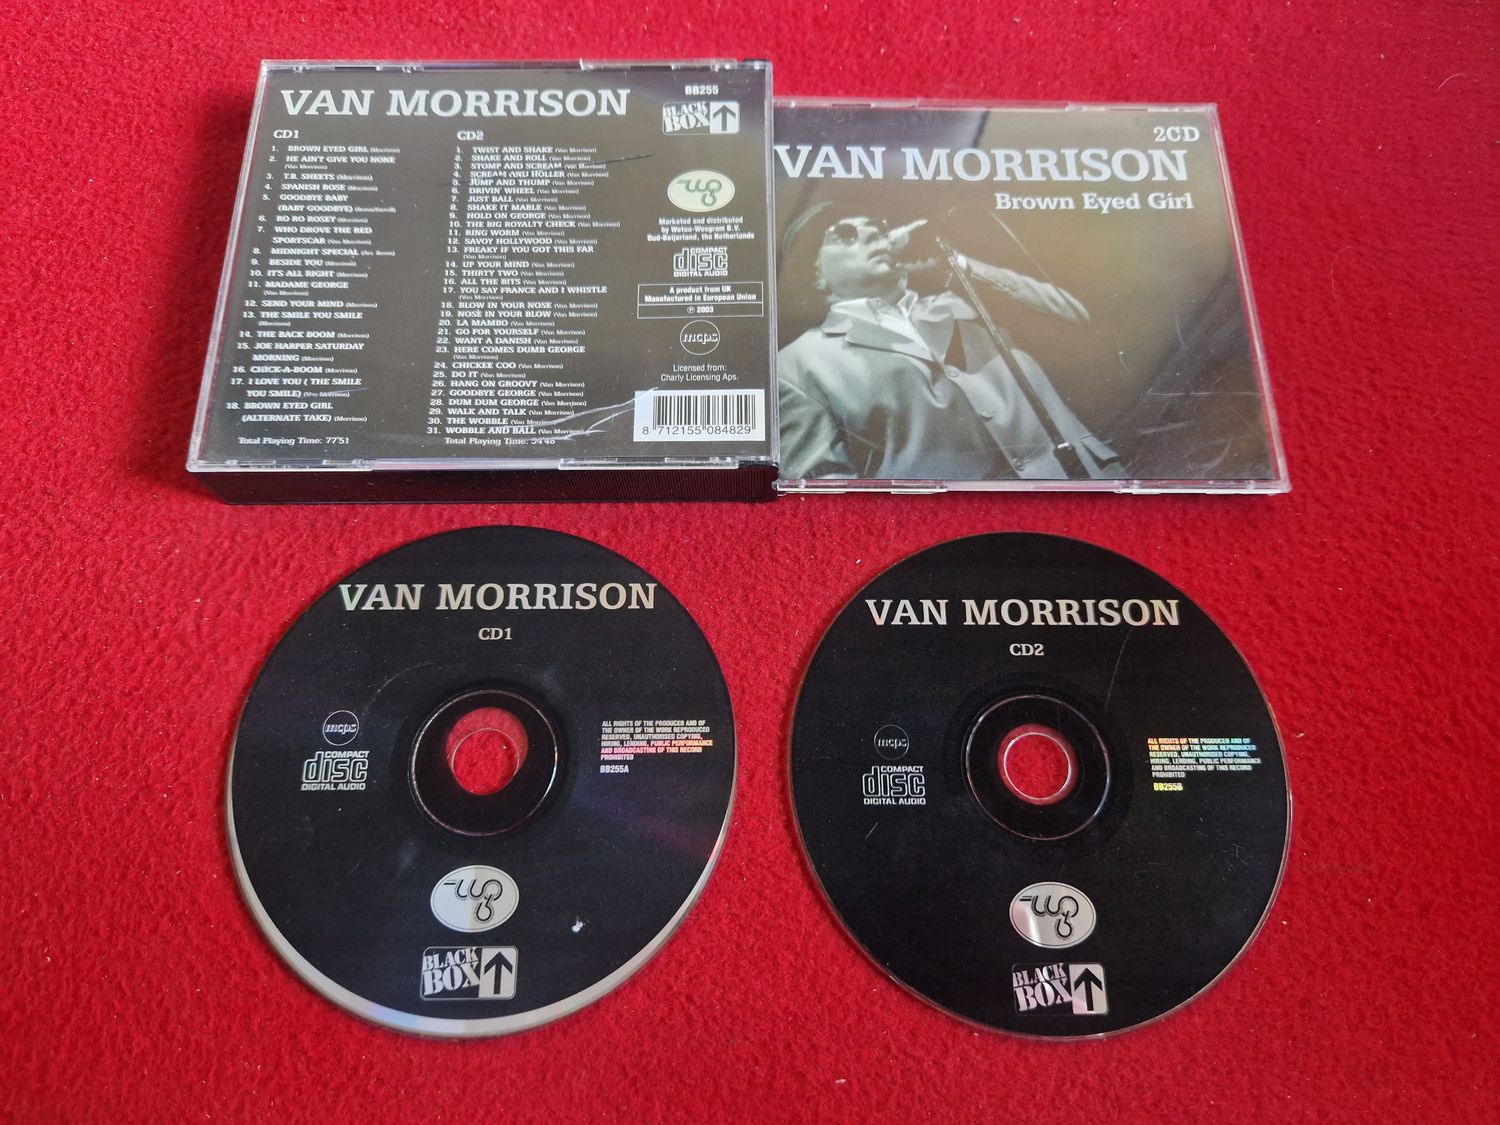 VAN MORRISON
BB255
BLACK BOX
CD1
1. BROWN EYED GIRL (Morrison)
2. HE AIN'T GIVE YOU NONE
(Van Morrison)
3. T.B. SHEETS (Morrison)
4. SPANISH ROSE (Morrison)
5. GOODBYE BABY
(BABY GOODBYE) (Berns/Farrell)
6. RO RO ROSEY (Morrison)
7. WHO DROVE THE RED
SPORTSCAR (Van Morrison)
8. MIDNIGHT SPECIAL (Arr. Berns)
9. BESIDE YOU (Morrison)
10. IT'S ALL RIGHT (Morrison)
11. MADAME GEORGE
(Van Morrison)
12. SEND YOUR MIND (Morrison)
13. THE SMILE YOU SMILE
(Morrison)
14. THE BACK BOOM (Morrison)
15. JOE HARPER SATURDAY
MORNING (Morrison)
16. CHICK-A-BOOM (Morrison)
17. I LOVE YOU ( THE SMILE
YOU SMILE) (Van Morrison)
18. BROWN EYED GIRL
(ALTERNATE TAKE) (Morrison)
Total Playing Time: 77'51
CD2
1. TWIST AND SHAKE (Van Morrison)
2. SHAKE AND ROLL (Van Morrison)
3. STOMP AND SCREAM (Van Morrison)
4. SCREAM AND HOLLER (Van Morrison)
5. JUMP AND THUMP (Van Morrison)
6. DRIVIN' WHEEL (Van Morrison)
7. JUST BALL (Van Morrison)
8. SHAKE IT MABLE (Van Morrison)
9. HOLD ON GEORGE (Van Morrison)
10. THE BIG ROYALTY CHECK (Van Morrison)
11. RING WORM (Van Morrison)
12. SAVOY HOLLYWOOD (Van Morrison)
13. FREAKY IF YOU GOT THIS FAR
(Van Morrison)
14. UP YOUR MIND (Van Morrison)
15. THIRTY TWO (Van Morrison)
16. ALL THE BITS (Van Morrison)
17. YOU SAY FRANCE AND I WHISTLE
(Van Morrison)
18. BLOW IN YOUR NOSE (Van Morrison)
19. NOSE IN YOUR BLOW (Van Morrison)
20. LA MAMBO (Van Morrison)
21. GO FOR YOURSELF (Van Morrison)
22. WANT A DANISH (Van Morrison)
23. HERE COMES DUMB GEORGE
(Van Morrison)
24. CHICKEE COO (Van Morrison)
25. DO IT (Van Morrison)
26. HANG ON GROOVY (Van Morrison)
27. GOODBYE GEORGE (Van Morrison)
28. DUM DUM GEORGE (Van Morrison)
29. WALK AND TALK (Van Morrison)
30. THE WOBBLE (Van Morrison)
31. WOBBLE AND BALL (Van Morrison)
Total Playing Time: 54'48
Marketed and distributed
by Weton-Wesgram B.V.
Oud-Beijerland, the Netherlands
COMPACT
disc
DIGITAL AUDIO
A product from UK
Manufactured in European Union
℗ 2003
mcps
Licensed from:
Charly Licensing Aps.
8 712155 084829
2CD
VAN MORRISON
Brown Eyed Girl
VAN MORRISON
CD1
mcps
COMPACT
disc
DIGITAL AUDIO
ALL RIGHTS OF THE PRODUCER AND OF
THE OWNER OF THE WORK REPRODUCED
RESERVED, UNAUTHORISED COPYING,
HIRING, LENDING, PUBLIC PERFORMANCE
AND BROADCASTING OF THIS RECORD
PROHIBITED
BB255A
BLACK
BOX
VAN MORRISON
CD2
mcps
COMPACT
disc
DIGITAL AUDIO
ALL RIGHTS OF THE PRODUCER AND OF
THE OWNER OF THE WORK REPRODUCED
RESERVED, UNAUTHORISED COPYING,
HIRING, LENDING, PUBLIC PERFORMANCE
AND BROADCASTING OF THIS RECORD
PROHIBITED
BB255B
BLACK
BOX